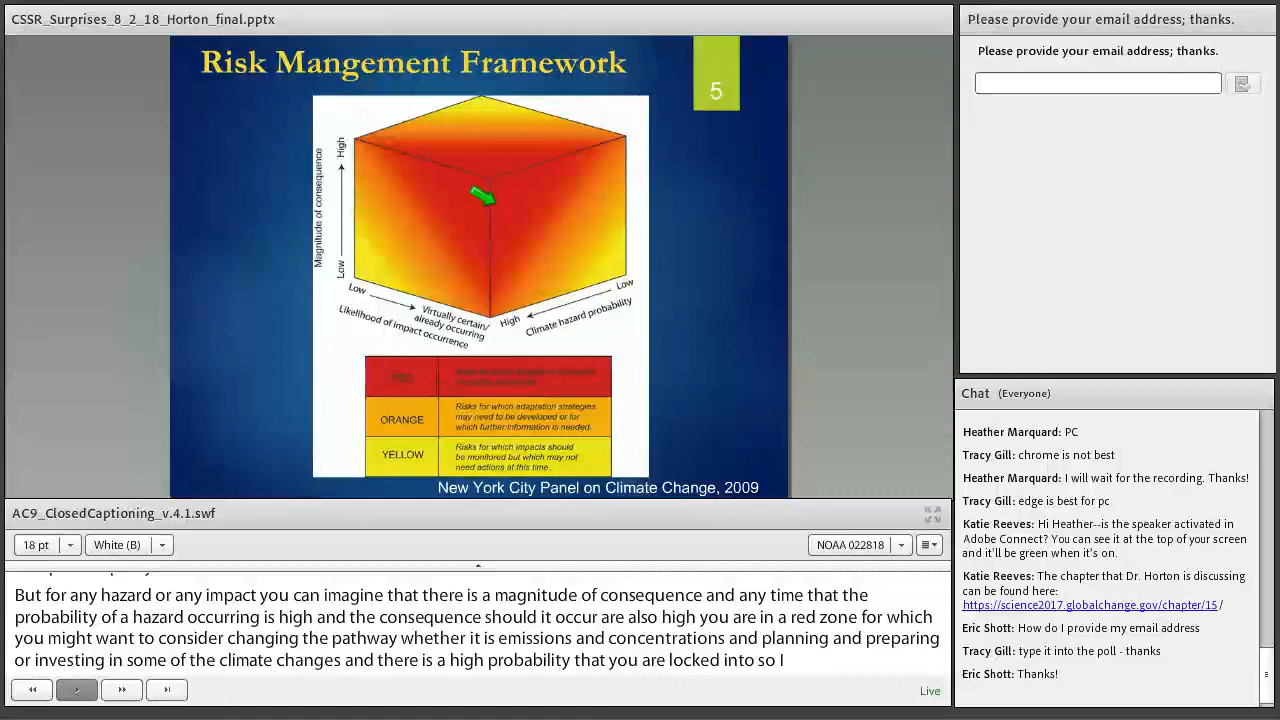 CSSR_Surprises_8_2_18_Horton_final.pptx
Risk Mangement Framework
5
Magnitude of consequence
Low
High
Low
Virtually certain/
already occurring
Likelihood of impact occurrence
High
Low
Climate hazard probability
RED
ORANGE
Risks for which adaptation strategies
may need to be developed or for
which further information is needed.
YELLOW
Risks for which impacts should
be monitored but which may not
need actions at this time.
New York City Panel on Climate Change, 2009
AC9_ClosedCaptioning_v.4.1.swf
18 pt
White (B)
NOAA 022818
But for any hazard or any impact you can imagine that there is a magnitude of consequence and any time that the
probability of a hazard occurring is high and the consequence should it occur are also high you are in a red zone for which
you might want to consider changing the pathway whether it is emissions and concentrations and planning and preparing
or investing in some of the climate changes and there is a high probability that you are locked into so I
Live
Please provide your email address; thanks.
Please provide your email address; thanks.
Chat (Everyone)
Heather Marquard: PC
Tracy Gill: chrome is not best
Heather Marquard: I will wait for the recording. Thanks!
Tracy Gill: edge is best for pc
Katie Reeves: Hi Heather--is the speaker activated in
Adobe Connect? You can see it at the top of your screen
and it'll be green when it's on.
Katie Reeves: The chapter that Dr. Horton is discussing
can be found here:
https://science2017.globalchange.gov/chapter/15/
Eric Shott: How do I provide my email address
Tracy Gill: type it into the poll - thanks
Eric Shott: Thanks!